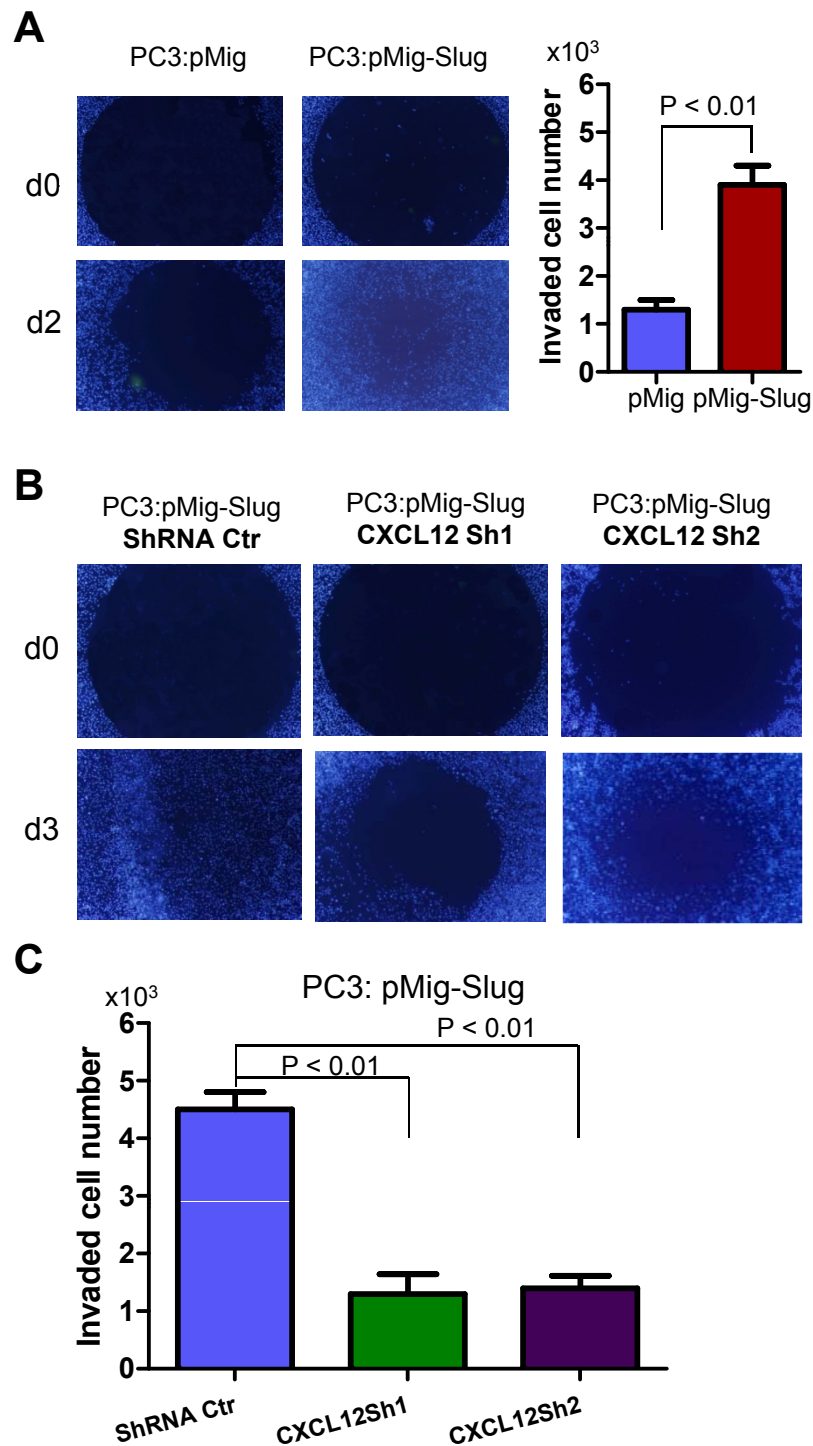 A
PC3:pMig
PC3:pMig-Slug
d0
d2
x10³
6
5
4
3
2
1
0
Invaded cell number
P < 0.01
pMig
pMig-Slug
B
PC3:pMig-Slug
ShRNA Ctr
PC3:pMig-Slug
CXCL12 Sh1
PC3:pMig-Slug
CXCL12 Sh2
d0
d3
C
PC3: pMig-Slug
x10³
6
5
4
3
2
1
0
Invaded cell number
P < 0.01
P < 0.01
ShRNA Ctr
CXCL12Sh1
CXCL12Sh2